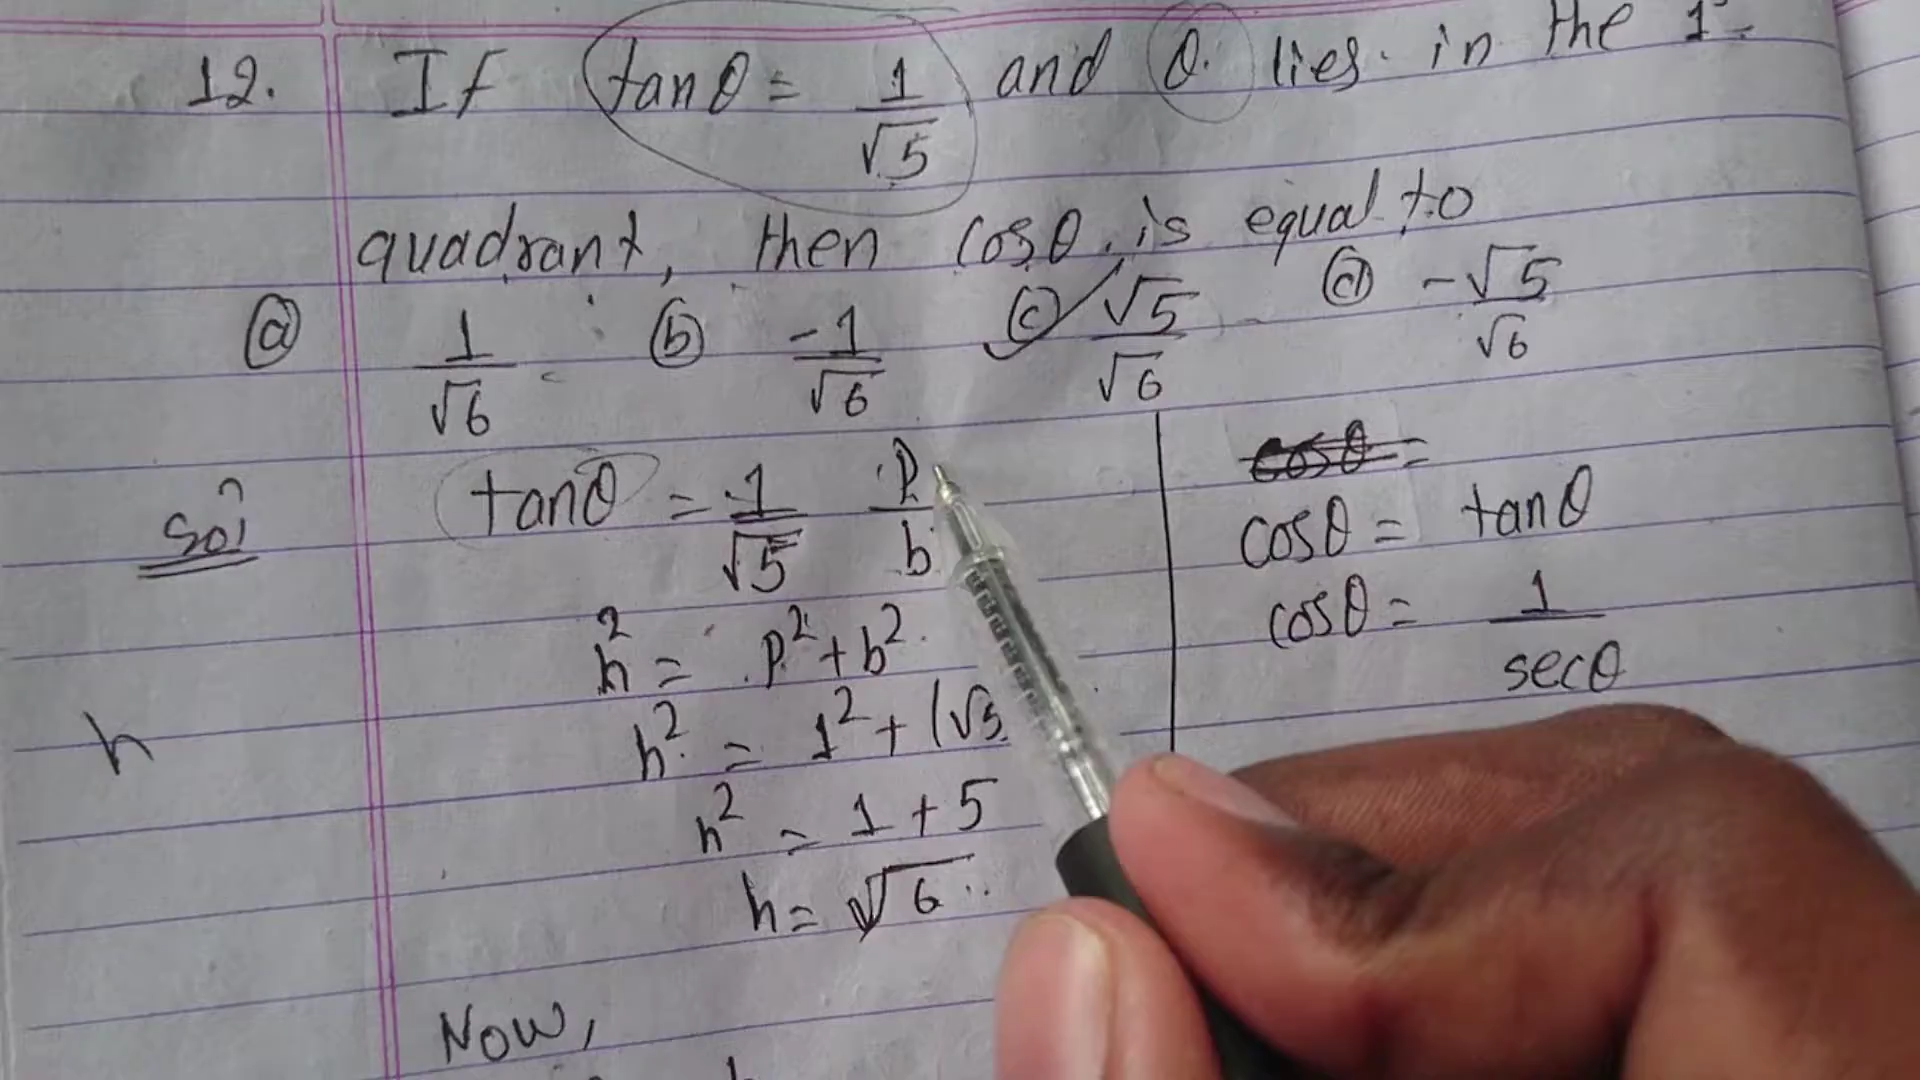 12. If tanθ = 1/√5 and θ lies in the 1
quadrant, then cosθ is equal to
ⓐ 1/√6 ⓑ -1/√6 ⓒ √5/√6 ⓓ -√5/√6
Sol tanθ = 1/√5 p/b
h² = p²+b²
h² = 1² + (√5
h² = 1 + 5
h = √6
h
Now,
cosθ =
cosθ = tanθ
cosθ = 1/secθ